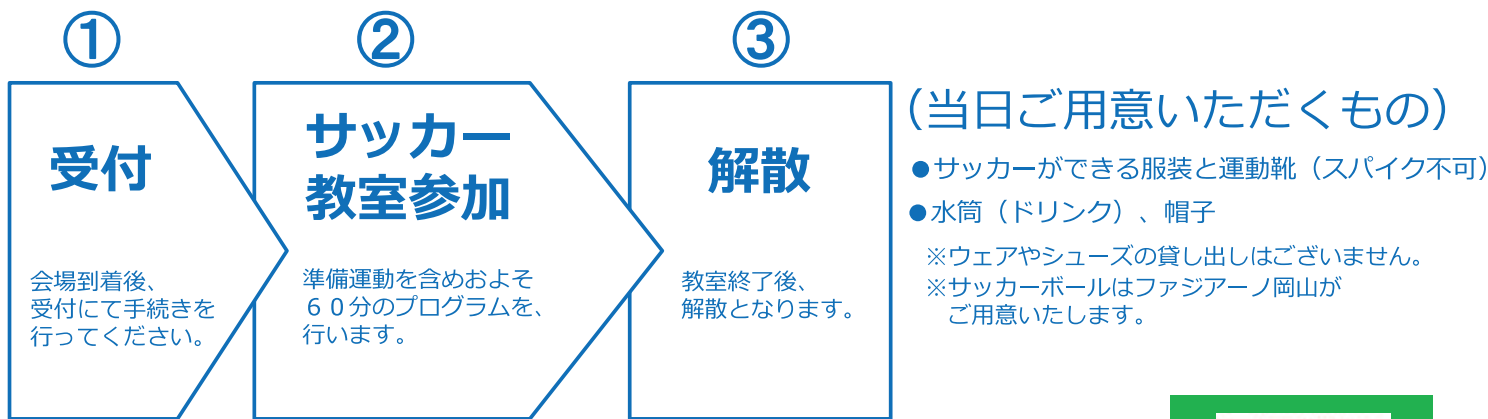 ①
受付
会場到着後、
受付にて手続きを
行ってください。
②
サッカー
教室参加
準備運動を含めおよそ
６０分のプログラムを、
行います。
③
解散
教室終了後、
解散となります。
（当日ご用意いただくもの）
●サッカーができる服装と運動靴（スパイク不可）
●水筒（ドリンク）、帽子
※ウェアやシューズの貸し出しはございません。
※サッカーボールはファジアーノ岡山が
ご用意いたします。